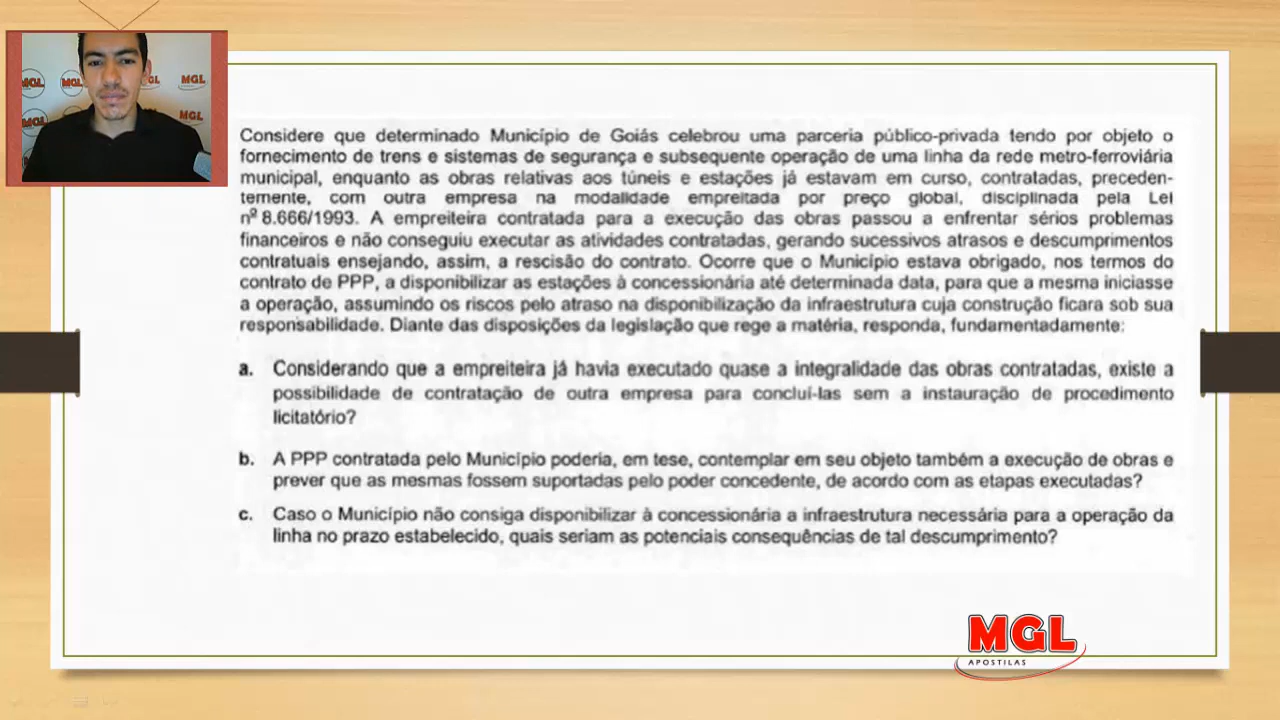 MGL
MGL
MGL
MGL
MGL
Considere que determinado Município de Goiás celebrou uma parceria público-privada tendo por objeto o
fornecimento de trens e sistemas de segurança e subsequente operação de uma linha da rede metro-ferroviária
municipal, enquanto as obras relativas aos túneis e estações já estavam em curso, contratadas, preceden-
temente, com outra empresa na modalidade empreitada por preço global, disciplinada pela Lei
nº 8.666/1993. A empreiteira contratada para a execução das obras passou a enfrentar sérios problemas
financeiros e não conseguiu executar as atividades contratadas, gerando sucessivos atrasos e descumprimentos
contratuais ensejando, assim, a rescisão do contrato. Ocorre que o Município estava obrigado, nos termos do
contrato de PPP, a disponibilizar as estações à concessionária até determinada data, para que a mesma iniciasse
a operação, assumindo os riscos pelo atraso na disponibilização da infraestrutura cuja construção ficara sob sua
responsabilidade. Diante das disposições da legislação que rege a matéria, responda, fundamentadamente:
a. Considerando que a empreiteira já havia executado quase a integralidade das obras contratadas, existe a
possibilidade de contratação de outra empresa para concluí-las sem a instauração de procedimento
licitatório?
b. A PPP contratada pelo Município poderia, em tese, contemplar em seu objeto também a execução de obras e
prever que as mesmas fossem suportadas pelo poder concedente, de acordo com as etapas executadas?
c. Caso o Município não consiga disponibilizar à concessionária a infraestrutura necessária para a operação da
linha no prazo estabelecido, quais seriam as potenciais consequências de tal descumprimento?
MGL
APOSTILAS